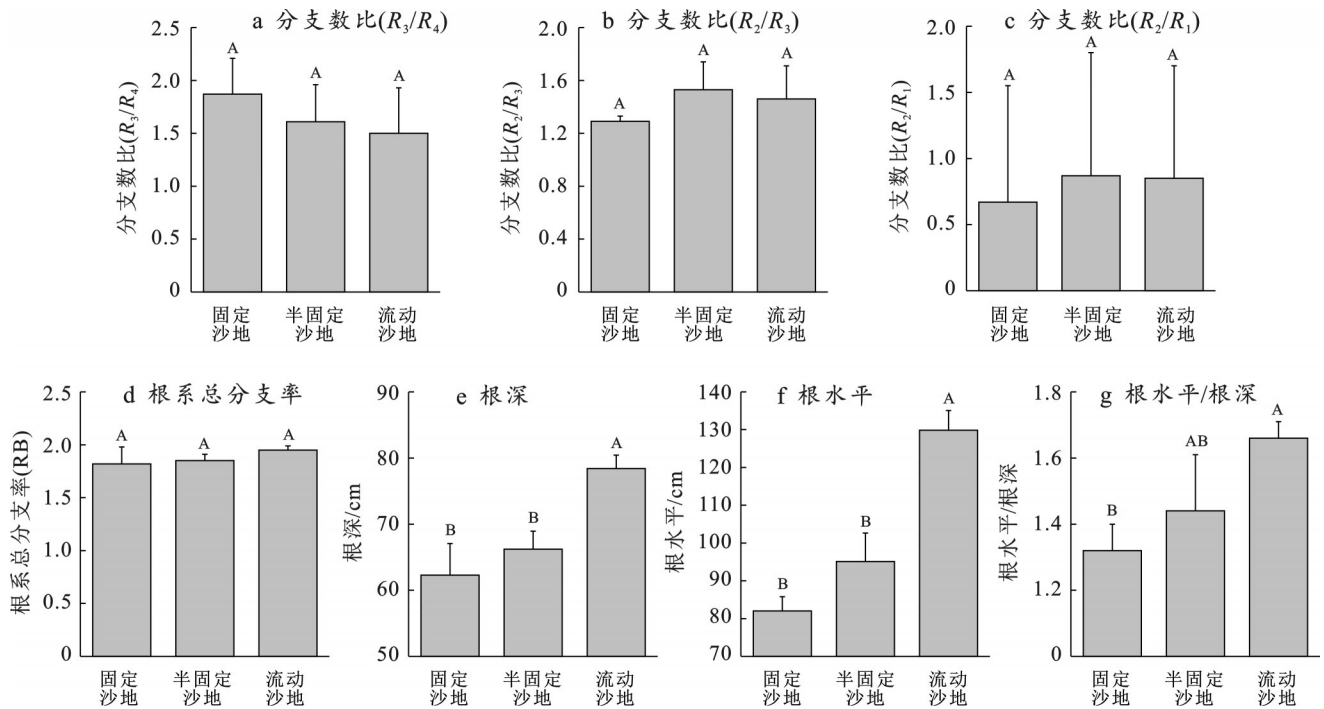 a 分支数比(R₃/R₄)
分支数比(R₃/R₄)
2.5
2.0
1.5
1.0
0.5
0
A
A
A
固定沙地
半固定沙地
流动沙地
b 分支数比(R₂/R₃)
分支数比(R₂/R₃)
2.0
1.6
1.2
0.8
0.4
0
A
A
A
固定沙地
半固定沙地
流动沙地
c 分支数比(R₂/R₁)
分支数比(R₂/R₁)
2.0
1.5
1.0
0.5
0
A
A
A
固定沙地
半固定沙地
流动沙地
d 根系总分支率
根系总分支率(RB)
2.5
2.0
1.5
2.0
1.0
0.5
0
A
A
A
固定沙地
半固定沙地
流动沙地
e 根深
根深/cm
90
80
70
60
50
B
B
A
固定沙地
半固定沙地
流动沙地
f 根水平
根水平/cm
140
130
120
110
100
90
80
70
B
B
A
固定沙地
半固定沙地
流动沙地
g 根水平/根深
根水平/根深
1.8
1.6
1.4
1.2
0
B
AB
A
固定沙地
半固定沙地
流动沙地